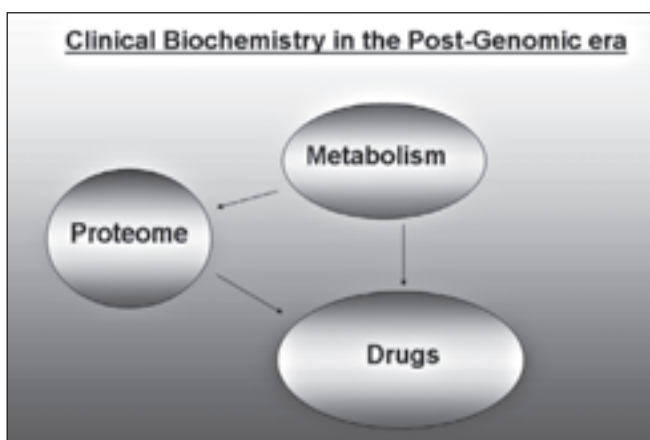 Clinical Biochemistry in the Post-Genomic era
Metabolism
Proteome
Drugs